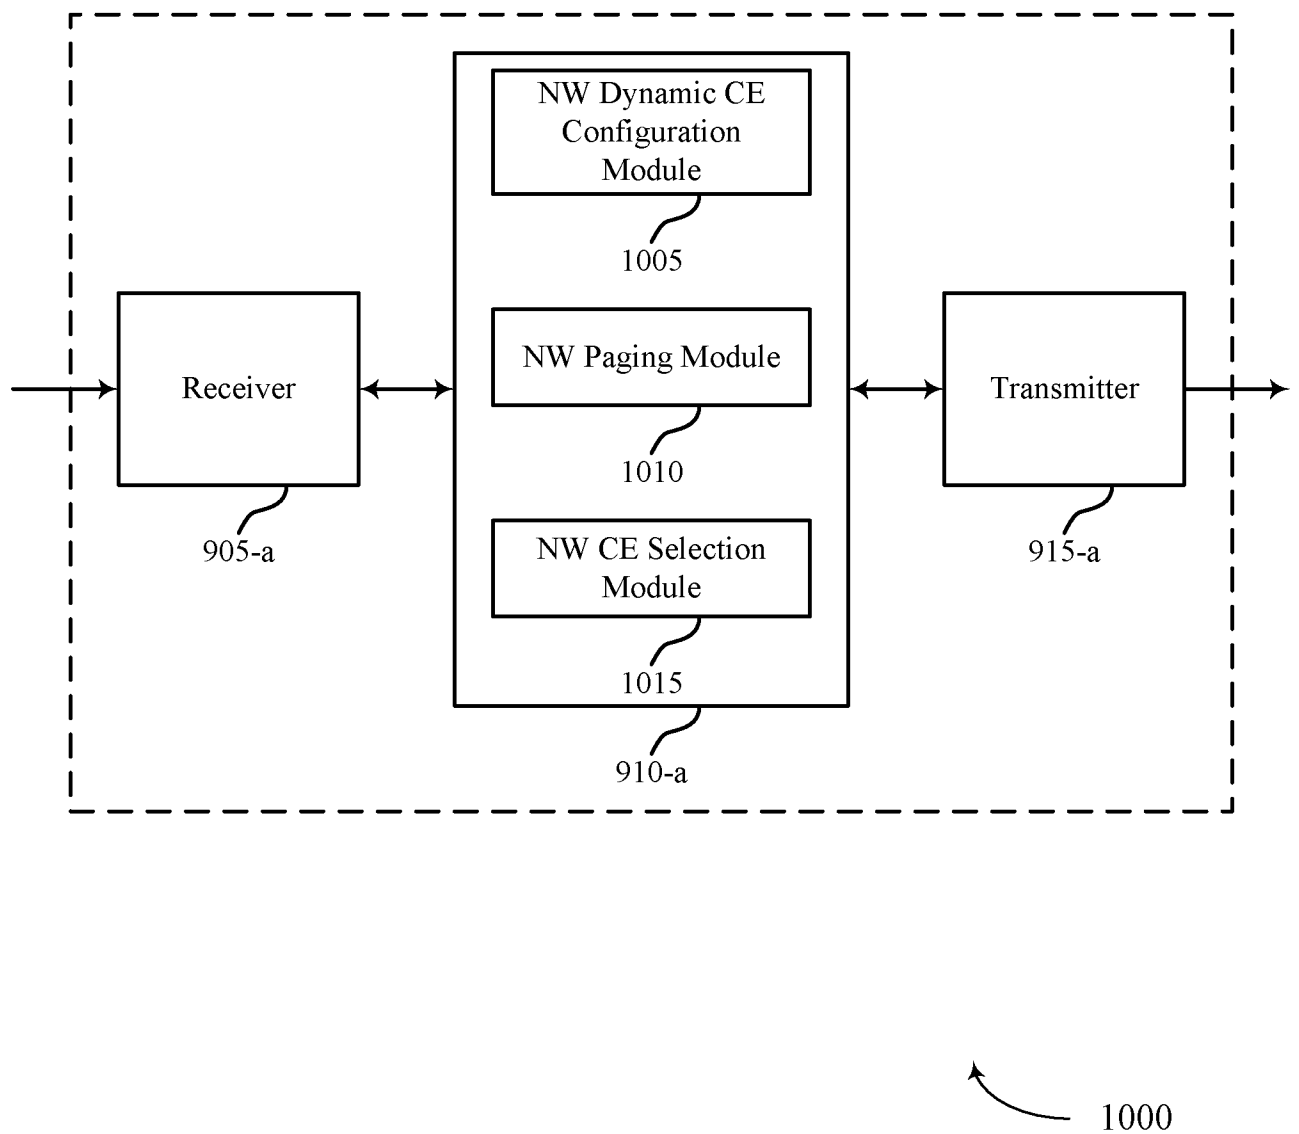 NW Dynamic CE
Configuration
Module
1005
Receiver
905-a
NW Paging Module
1010
NW CE Selection
Module
1015
910-a
Transmitter
915-a
1000